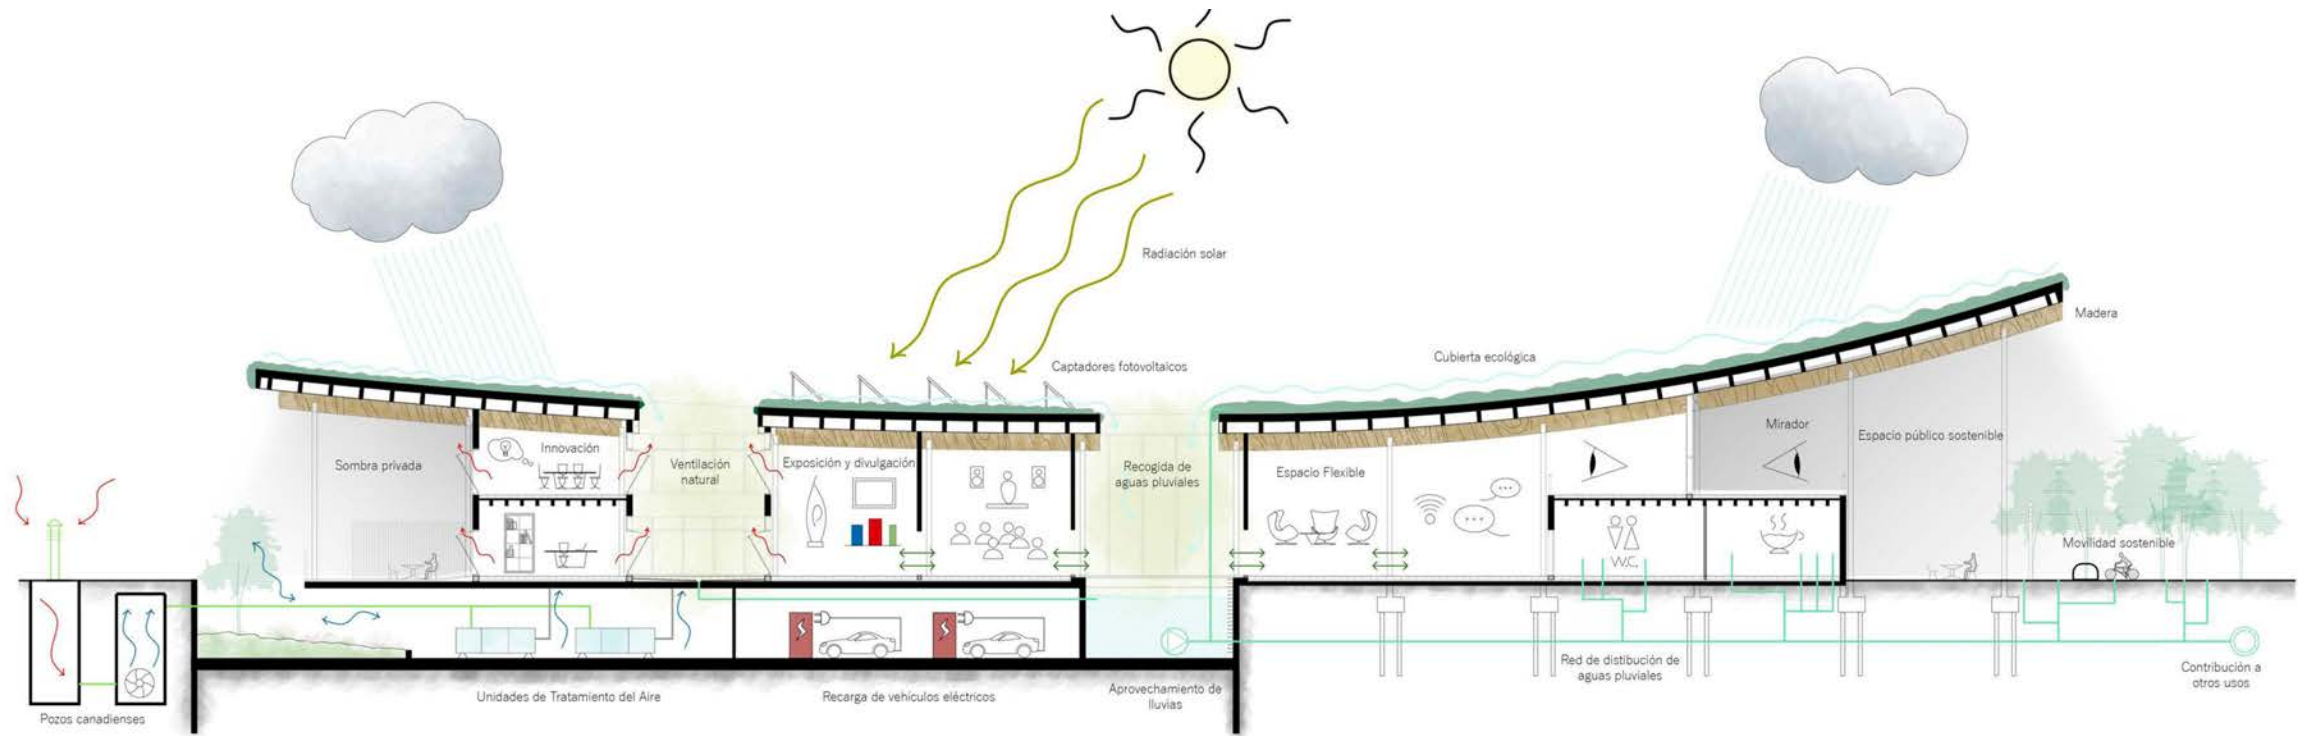 Radiación solar
Madera
Captadores fotovoltaicos
Cubierta ecológica
Sombra privada
Innovación
Ventilación
natural
Exposición y divulgación
Recogida de
aguas pluviales
Espacio Flexible
Mirador
Espacio público sostenible
W.C.
Movilidad sostenible
Pozos canadienses
Unidades de Tratamiento del Aire
Recarga de vehículos eléctricos
Aprovechamiento de
lluvias
Red de distibución de
aguas pluviales
Contribución a
otros usos